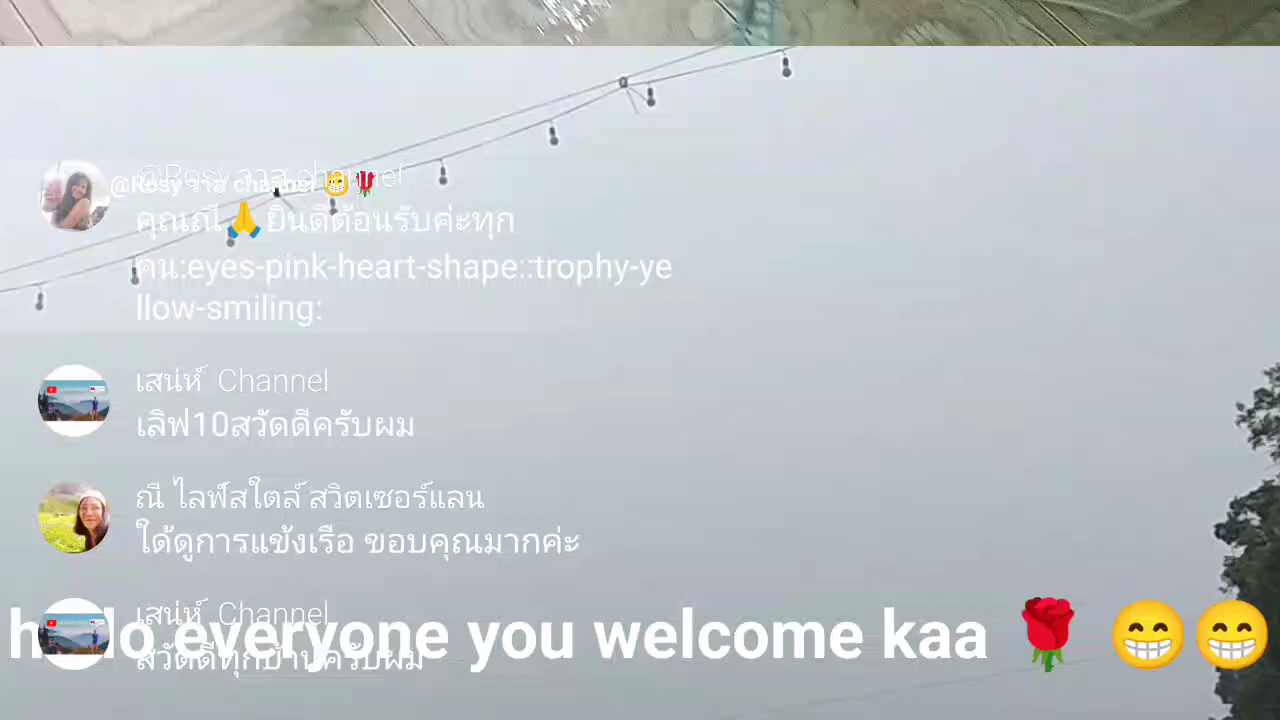 @Rosy วาส channel
@Rosy วาส channel 😁🌹
คุณณี🙏ยินดีต้อนรับค่ะทุก
คน:eyes-pink-heart-shape::trophy-ye
llow-smiling:
เสน่ห์ Channel
เลิฟ10สวัดดีครับผม
ณี ไลฟ์สไตล์ สวิตเซอร์แลน
ได้ดูการแข้งเรือ ขอบคุณมากค่ะ
เสน่ห์ Channel
hello everyone you welcome kaa 🌹 😁😁
สวัดดีทุกบ้านครับผม